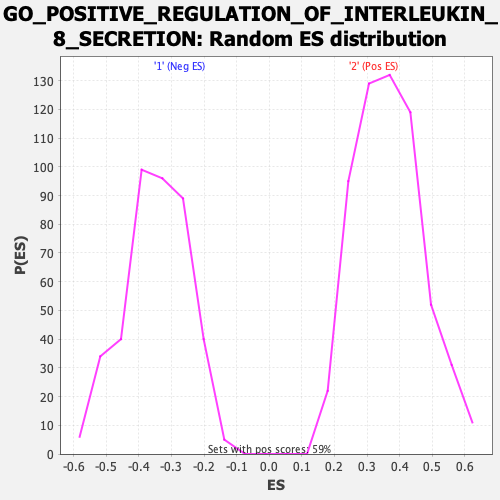 GO_POSITIVE_REGULATION_OF_INTERLEUKIN_
8_SECRETION: Random ES distribution
'1' (Neg ES) '2' (Pos ES)
130
120
110
100
90
80
70
60
50
40
30
20
10
0
P(ES)
Sets with pos scores: 59%
-0.6 -0.5 -0.4 -0.3 -0.2 -0.1 0.0 0.1 0.2 0.3 0.4 0.5 0.6
ES